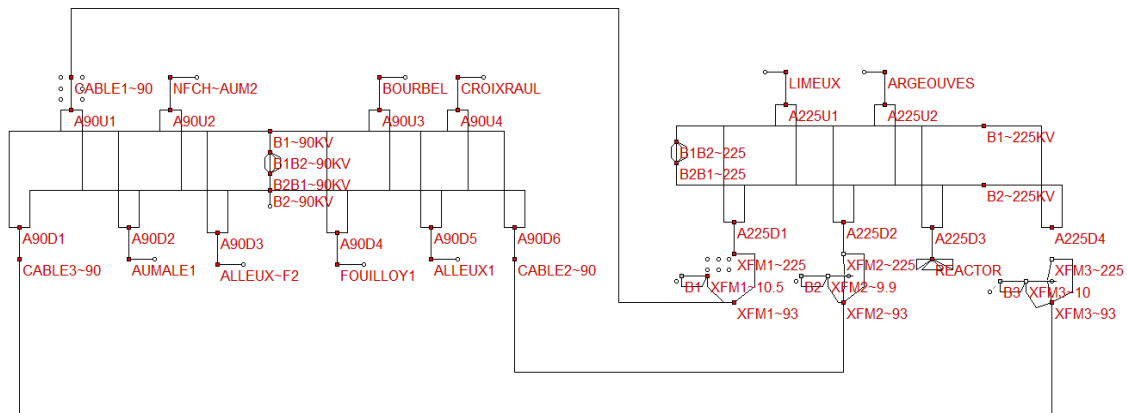 CABLE1~90
NFCH~AUM2
BOURBEL
CROIXRAUL
LIMEUX
ARGEOUVES
A90U1
A90U2
A90U3
A90U4
A225U1
A225U2
B1~90KV
B1~225KV
B1B2~90KV
B1B2~225
B2B1~90KV
B2B1~225
B2~90KV
B2~225KV
A90D1
A90D2
A90D3
A90D4
A90D5
A90D6
A225D1
A225D2
A225D3
A225D4
CABLE3~90
AUMALE1
ALLEUX~F2
FOUILLOY1
ALLEUX1
CABLE2~90
XFM1~225
XFM2~225
REACTOR
XFM3~225
B1
XFM1~10.5
B2
XFM2~9.9
B3
XFM3~10
XFM1~93
XFM2~93
XFM3~93